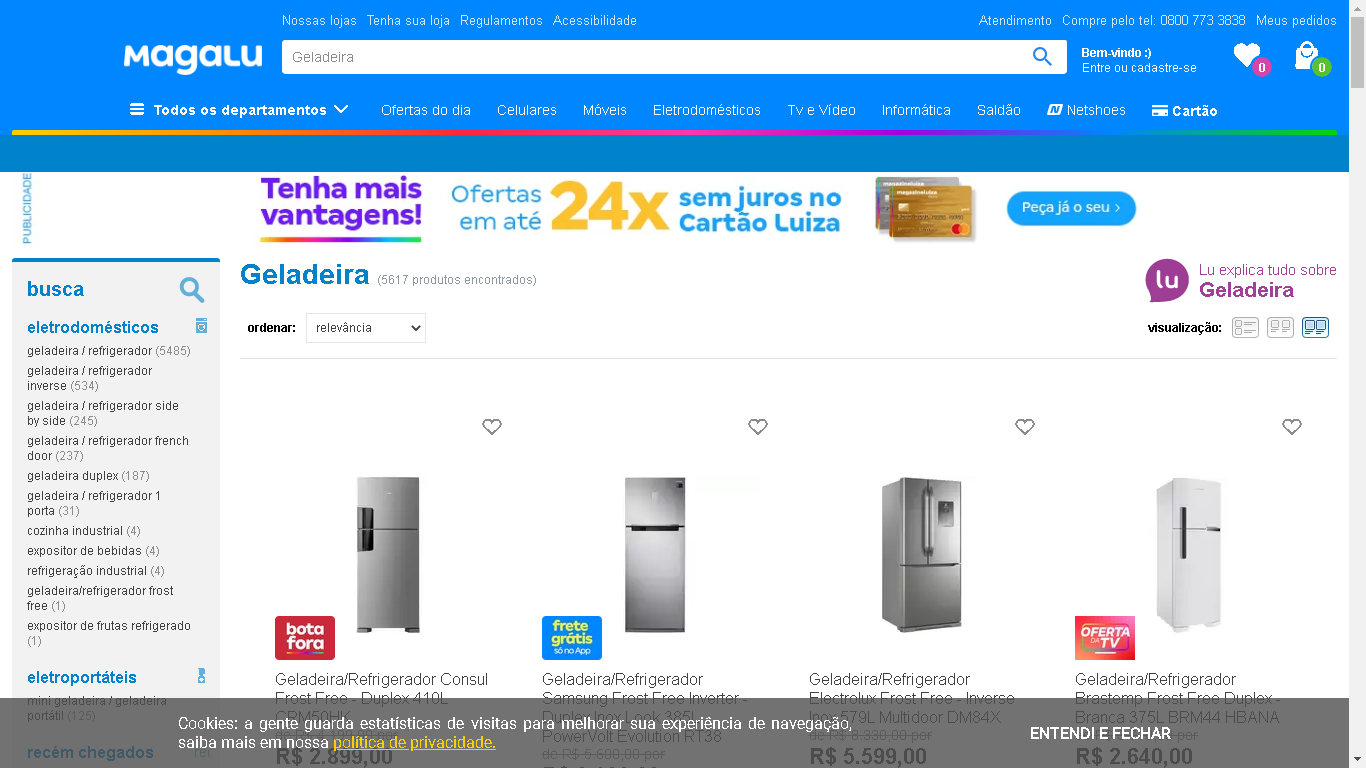 Nossas lojas Tenha sua loja Regulamentos Acessibilidade Atendimento Compre pelo tel: 0800 773 3838 Meus pedidos
Magalu
Geladeira
Bem-vindo :)
Entre ou cadastre-se
0
0
Todos os departamentos Ofertas do dia Celulares Móveis Eletrodomésticos Tv e Vídeo Informática Saldão Netshoes Cartão
PUBLICIDADE
Tenha mais
vantagens!
Ofertas
em até
24x
sem juros no
Cartão Luiza
Peça já o seu >
busca
eletrodomésticos
geladeira / refrigerador (5485)
geladeira / refrigerador
inverse (534)
geladeira / refrigerador side
by side (245)
geladeira / refrigerador french
door (237)
geladeira duplex (187)
geladeira / refrigerador 1
porta (31)
cozinha industrial (4)
expositor de bebidas (4)
refrigeração industrial (4)
geladeira/refrigerador frost
free (1)
expositor de frutas refrigerado
(1)
eletroportáteis
mini geladeira / geladeira
portátil (125)
recém chegados
Geladeira (5617 produtos encontrados)
lu
Lu explica tudo sobre
Geladeira
ordenar: relevância
visualização:
bota
fora
Geladeira/Refrigerador Consul
Frost Free - Duplex 410L
CRM50HK
R$ 2.899,00
frete
grátis
só no App
Geladeira/Refrigerador
Samsung Frost Free Inverter -
Duplex Inox Look 385L
PowerVolt Evolution RT38
de R$ 5.600,00 por
Geladeira/Refrigerador
Electrolux Frost Free - Inverse
Inox 579L Multidoor DM84X
de R$ 8.330,00 por
R$ 5.599,00
OFERTA
DA
TV
Geladeira/Refrigerador
Brastemp Frost Free Duplex -
Branca 375L BRM44 HBANA
R$ 2.640,00
Cookies: a gente guarda estatísticas de visitas para melhorar sua experiência de navegação,
saiba mais em nossa política de privacidade.
ENTENDI E FECHAR